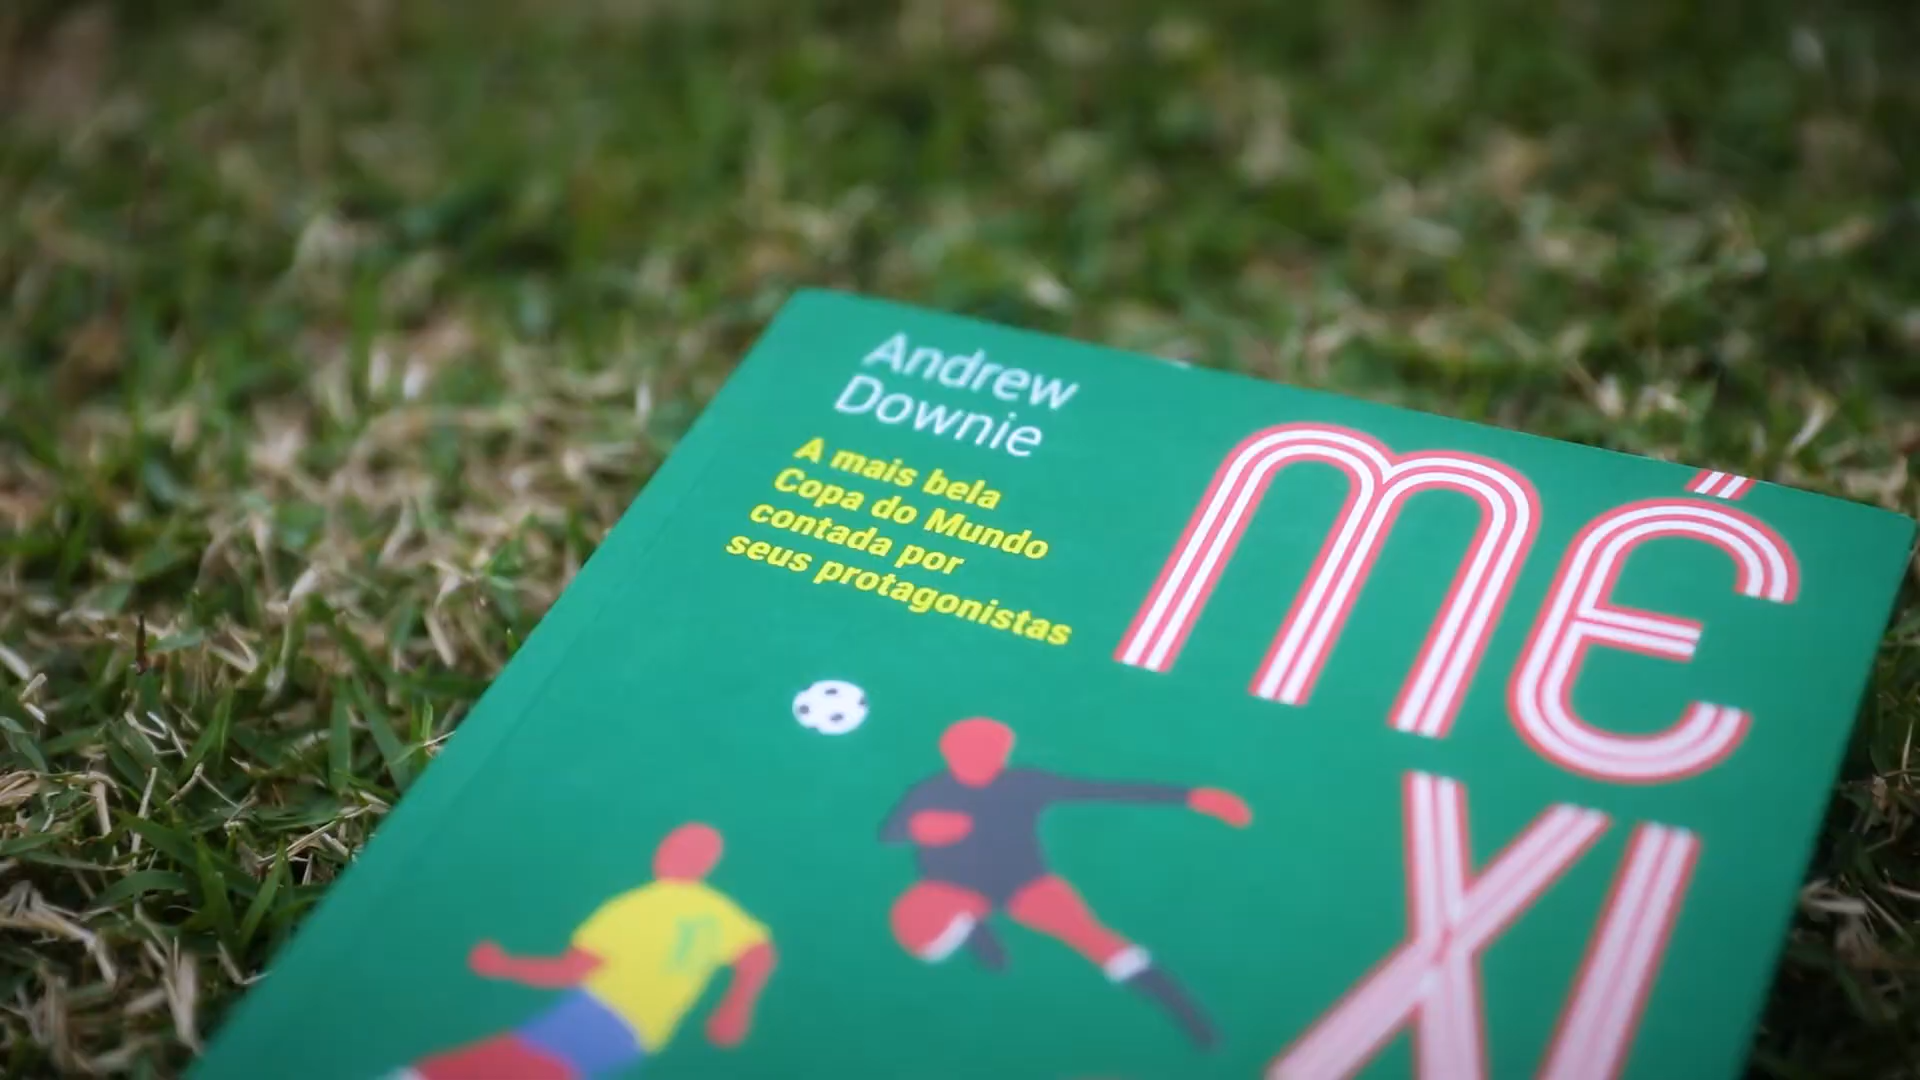 Andrew
Downie
A mais bela
Copa do Mundo
contada por
seus protagonistas
MÉ
XI